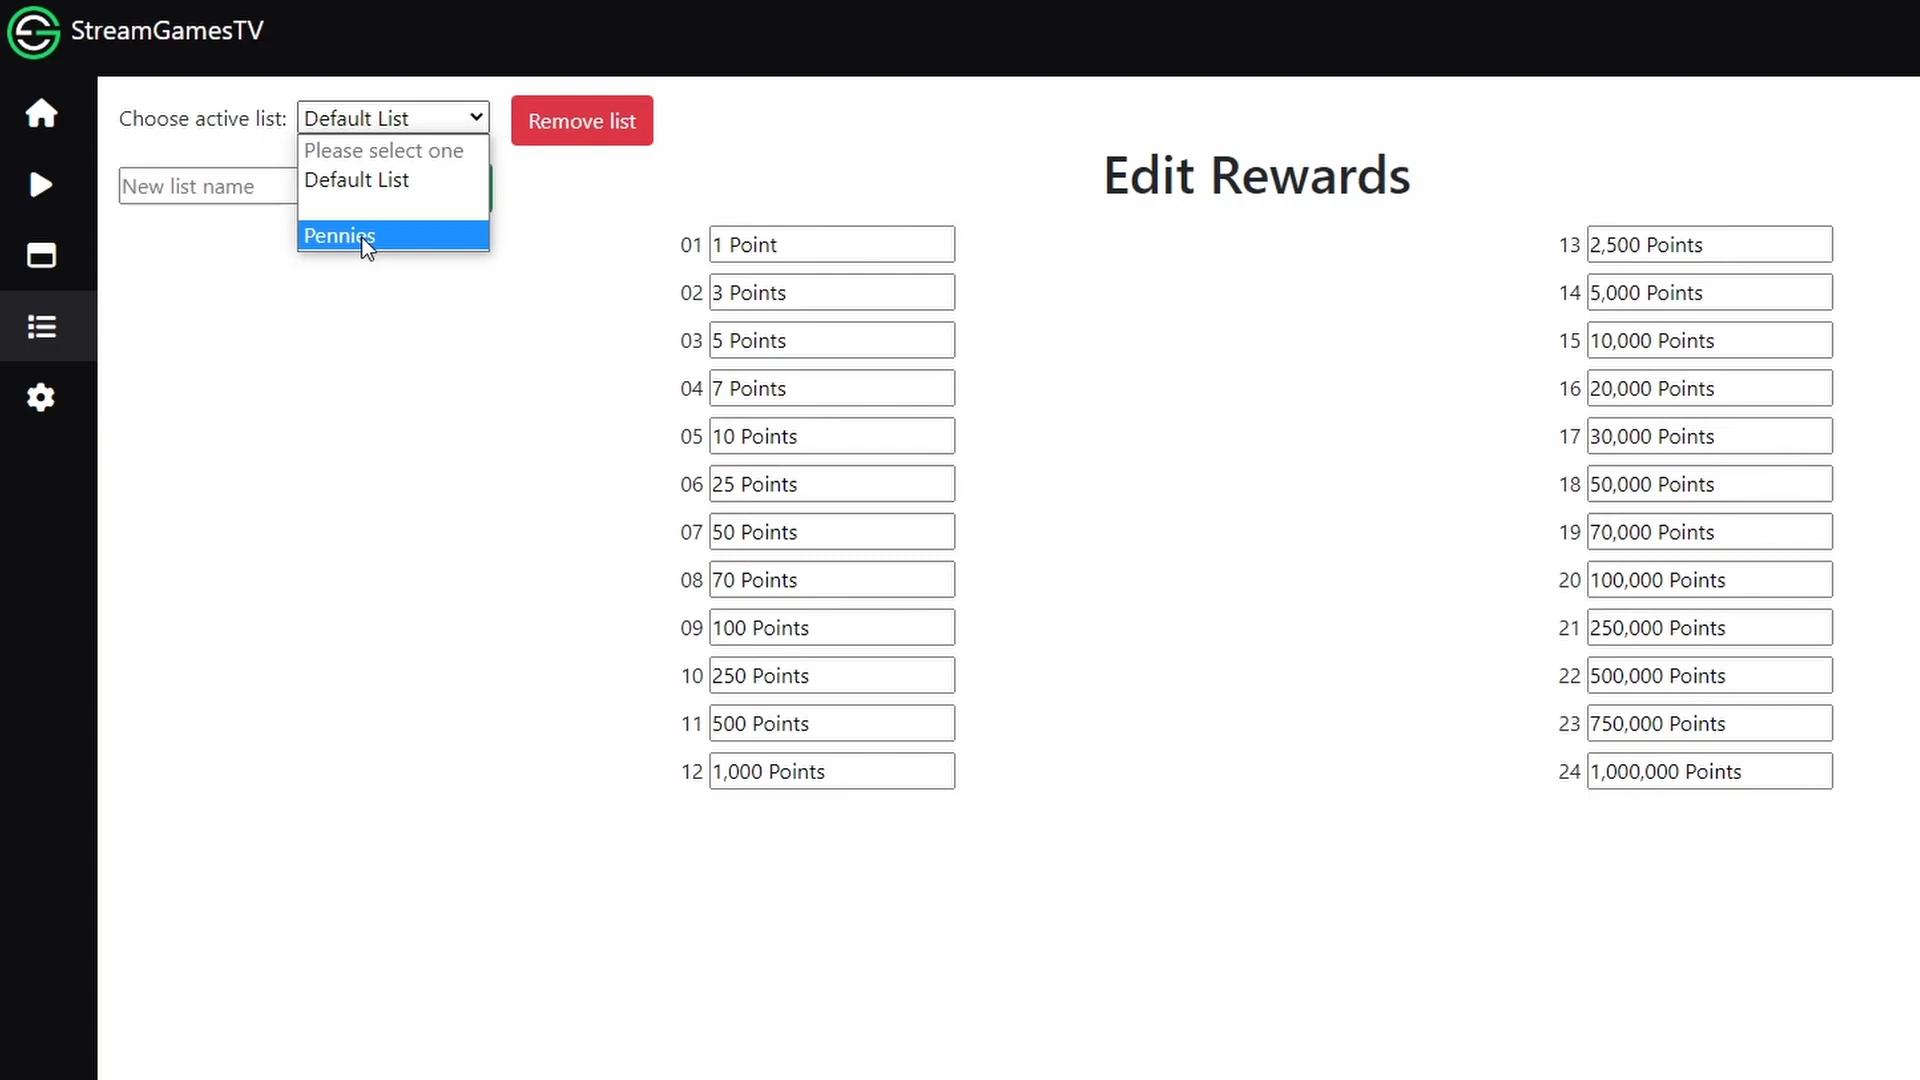 StreamGamesTV
Choose active list:
Default List
Remove list
Please select one
Default List
Pennies
New list name
Edit Rewards
01 1 Point
02 3 Points
03 5 Points
04 7 Points
05 10 Points
06 25 Points
07 50 Points
08 70 Points
09 100 Points
10 250 Points
11 500 Points
12 1,000 Points
13 2,500 Points
14 5,000 Points
15 10,000 Points
16 20,000 Points
17 30,000 Points
18 50,000 Points
19 70,000 Points
20 100,000 Points
21 250,000 Points
22 500,000 Points
23 750,000 Points
24 1,000,000 Points